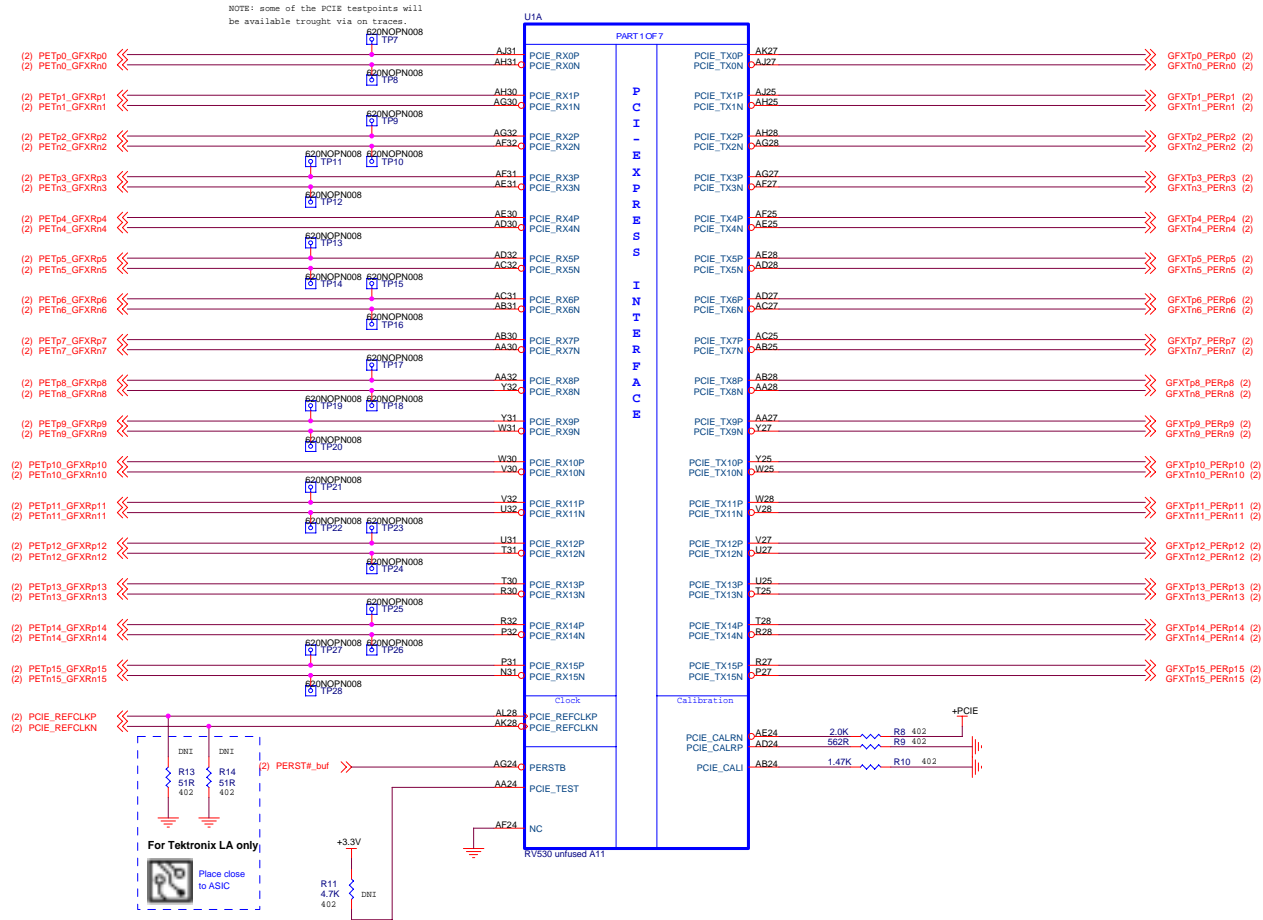 NOTE: some of the PCIE testpoints will
be available trought via on traces.
U1A
PART 1 OF 7
PCI-EXPRESS INTERFACE
620NOPN008
TP7
(2) PETp0_GFXRp0 AJ31 PCIE_RX0P PCIE_TX0P AK27 GFXTp0_PERp0 (2)
(2) PETn0_GFXRn0 AH31 PCIE_RX0N PCIE_TX0N AJ27 GFXTn0_PERn0 (2)
620NOPN008
TP8
(2) PETp1_GFXRp1 AH30 PCIE_RX1P PCIE_TX1P AJ25 GFXTp1_PERp1 (2)
(2) PETn1_GFXRn1 AG30 PCIE_RX1N PCIE_TX1N AH25 GFXTn1_PERn1 (2)
620NOPN008
TP9
(2) PETp2_GFXRp2 AG32 PCIE_RX2P PCIE_TX2P AH28 GFXTp2_PERp2 (2)
(2) PETn2_GFXRn2 AF32 PCIE_RX2N PCIE_TX2N AG28 GFXTn2_PERn2 (2)
620NOPN008 620NOPN008
TP11 TP10
(2) PETp3_GFXRp3 AF31 PCIE_RX3P PCIE_TX3P AG27 GFXTp3_PERp3 (2)
(2) PETn3_GFXRn3 AE31 PCIE_RX3N PCIE_TX3N AF27 GFXTn3_PERn3 (2)
620NOPN008
TP12
(2) PETp4_GFXRp4 AE30 PCIE_RX4P PCIE_TX4P AF25 GFXTp4_PERp4 (2)
(2) PETn4_GFXRn4 AD30 PCIE_RX4N PCIE_TX4N AE25 GFXTn4_PERn4 (2)
620NOPN008
TP13
(2) PETp5_GFXRp5 AD32 PCIE_RX5P PCIE_TX5P AE28 GFXTp5_PERp5 (2)
(2) PETn5_GFXRn5 AC32 PCIE_RX5N PCIE_TX5N AD28 GFXTn5_PERn5 (2)
620NOPN008 620NOPN008
TP14 TP15
(2) PETp6_GFXRp6 AC31 PCIE_RX6P PCIE_TX6P AD27 GFXTp6_PERp6 (2)
(2) PETn6_GFXRn6 AB31 PCIE_RX6N PCIE_TX6N AC27 GFXTn6_PERn6 (2)
620NOPN008
TP16
(2) PETp7_GFXRp7 AB30 PCIE_RX7P PCIE_TX7P AC25 GFXTp7_PERp7 (2)
(2) PETn7_GFXRn7 AA30 PCIE_RX7N PCIE_TX7N AB25 GFXTn7_PERn7 (2)
620NOPN008
TP17
(2) PETp8_GFXRp8 AA32 PCIE_RX8P PCIE_TX8P AB28 GFXTp8_PERp8 (2)
(2) PETn8_GFXRn8 Y32 PCIE_RX8N PCIE_TX8N AA28 GFXTn8_PERn8 (2)
620NOPN008 620NOPN008
TP19 TP18
(2) PETp9_GFXRp9 Y31 PCIE_RX9P PCIE_TX9P AA27 GFXTp9_PERp9 (2)
(2) PETn9_GFXRn9 W31 PCIE_RX9N PCIE_TX9N Y27 GFXTn9_PERn9 (2)
620NOPN008
TP20
(2) PETp10_GFXRp10 W30 PCIE_RX10P PCIE_TX10P Y25 GFXTp10_PERp10 (2)
(2) PETn10_GFXRn10 V30 PCIE_RX10N PCIE_TX10N W25 GFXTn10_PERn10 (2)
620NOPN008
TP21
(2) PETp11_GFXRp11 V32 PCIE_RX11P PCIE_TX11P W28 GFXTp11_PERp11 (2)
(2) PETn11_GFXRn11 U32 PCIE_RX11N PCIE_TX11N V28 GFXTn11_PERn11 (2)
620NOPN008 620NOPN008
TP22 TP23
(2) PETp12_GFXRp12 U31 PCIE_RX12P PCIE_TX12P V27 GFXTp12_PERp12 (2)
(2) PETn12_GFXRn12 T31 PCIE_RX12N PCIE_TX12N U27 GFXTn12_PERn12 (2)
620NOPN008
TP24
(2) PETp13_GFXRp13 T30 PCIE_RX13P PCIE_TX13P U25 GFXTp13_PERp13 (2)
(2) PETn13_GFXRn13 R30 PCIE_RX13N PCIE_TX13N T25 GFXTn13_PERn13 (2)
620NOPN008
TP25
(2) PETp14_GFXRp14 R32 PCIE_RX14P PCIE_TX14P T28 GFXTp14_PERp14 (2)
(2) PETn14_GFXRn14 P32 PCIE_RX14N PCIE_TX14N R28 GFXTn14_PERn14 (2)
620NOPN008 620NOPN008
TP27 TP26
(2) PETp15_GFXRp15 P31 PCIE_RX15P PCIE_TX15P R27 GFXTp15_PERp15 (2)
(2) PETn15_GFXRn15 N31 PCIE_RX15N PCIE_TX15N P27 GFXTn15_PERn15 (2)
620NOPN008
TP28
Clock Calibration
(2) PCIE_REFCLKP AL28 PCIE_REFCLKP
(2) PCIE_REFCLKN AK28 PCIE_REFCLKN
+PCIE
PCIE_CALRN AE24 2.0K R8 402
PCIE_CALRP AD24 562R R9 402
PCIE_CALI AB24 1.47K R10 402
DNI DNI
R13 R14
51R 51R
402 402
(2) PERST#_buf AG24 PERSTB
AA24 PCIE_TEST
AF24 NC
RV530 unfused A11
For Tektronix LA only
Place close
to ASIC
+3.3V
R11
4.7K DNI
402